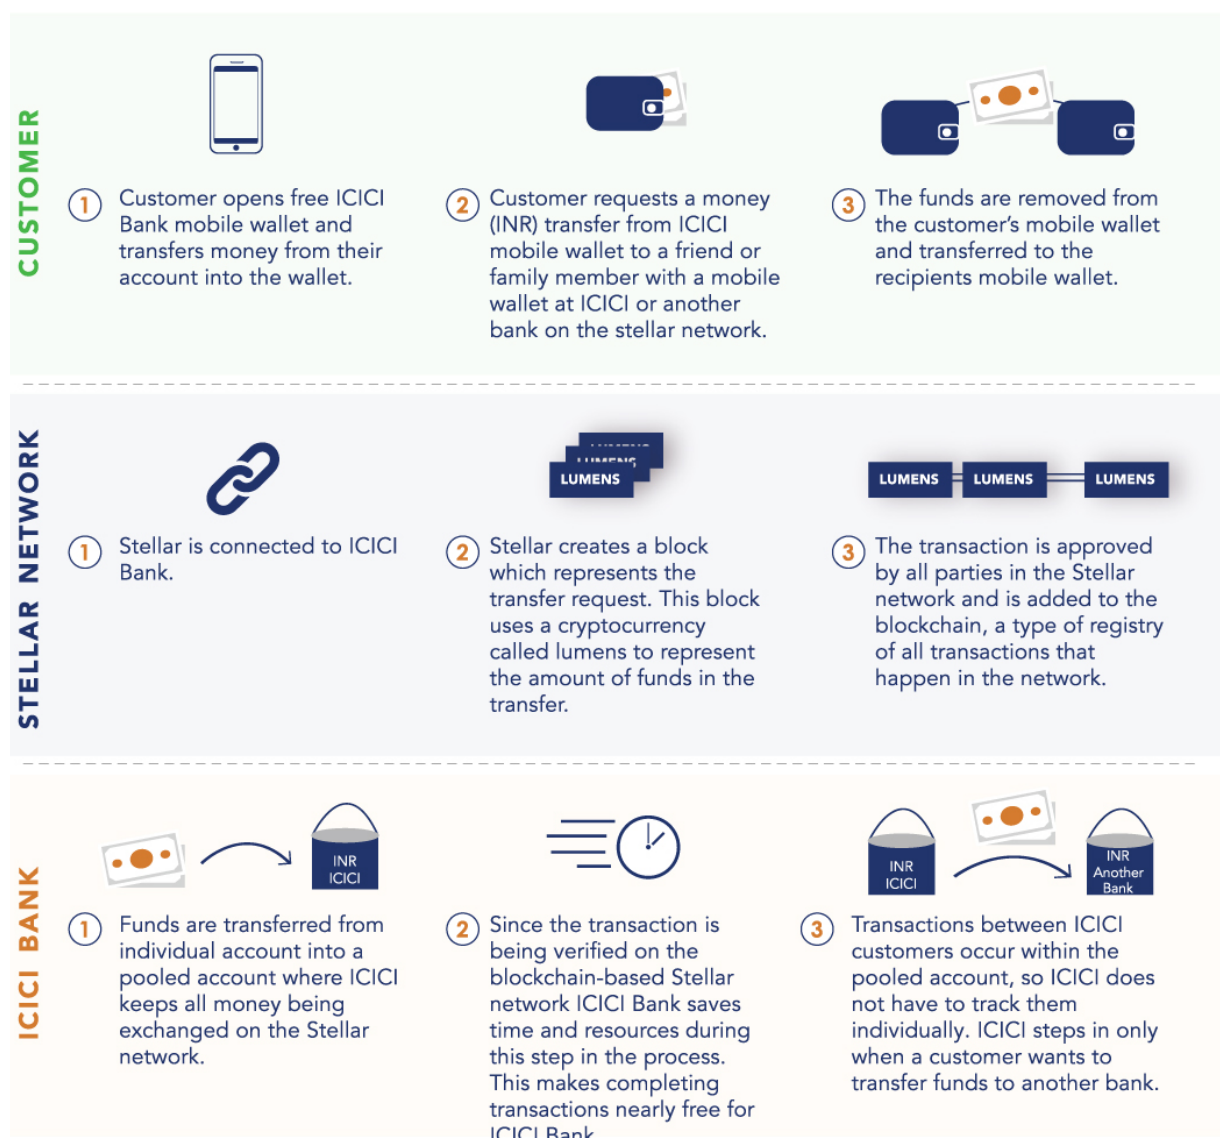 CUSTOMER
1
Customer opens free ICICI
Bank mobile wallet and
transfers money from their
account into the wallet.
2
Customer requests a money
(INR) transfer from ICICI
mobile wallet to a friend or
family member with a mobile
wallet at ICICI or another
bank on the stellar network.
3
The funds are removed from
the customer's mobile wallet
and transferred to the
recipients mobile wallet.
STELLAR NETWORK
1
Stellar is connected to ICICI
Bank.
LUMENS
LUMENS
LUMENS
2
Stellar creates a block
which represents the
transfer request. This block
uses a cryptocurrency
called lumens to represent
the amount of funds in the
transfer.
LUMENS
LUMENS
LUMENS
3
The transaction is approved
by all parties in the Stellar
network and is added to the
blockchain, a type of registry
of all transactions that
happen in the network.
ICICI BANK
INR
ICICI
1
Funds are transferred from
individual account into a
pooled account where ICICI
keeps all money being
exchanged on the Stellar
network.
2
Since the transaction is
being verified on the
blockchain-based Stellar
network ICICI Bank saves
time and resources during
this step in the process.
This makes completing
transactions nearly free for
ICICI Bank
INR
ICICI
INR
Another
Bank
3
Transactions between ICICI
customers occur within the
pooled account, so ICICI does
not have to track them
individually. ICICI steps in only
when a customer wants to
transfer funds to another bank.